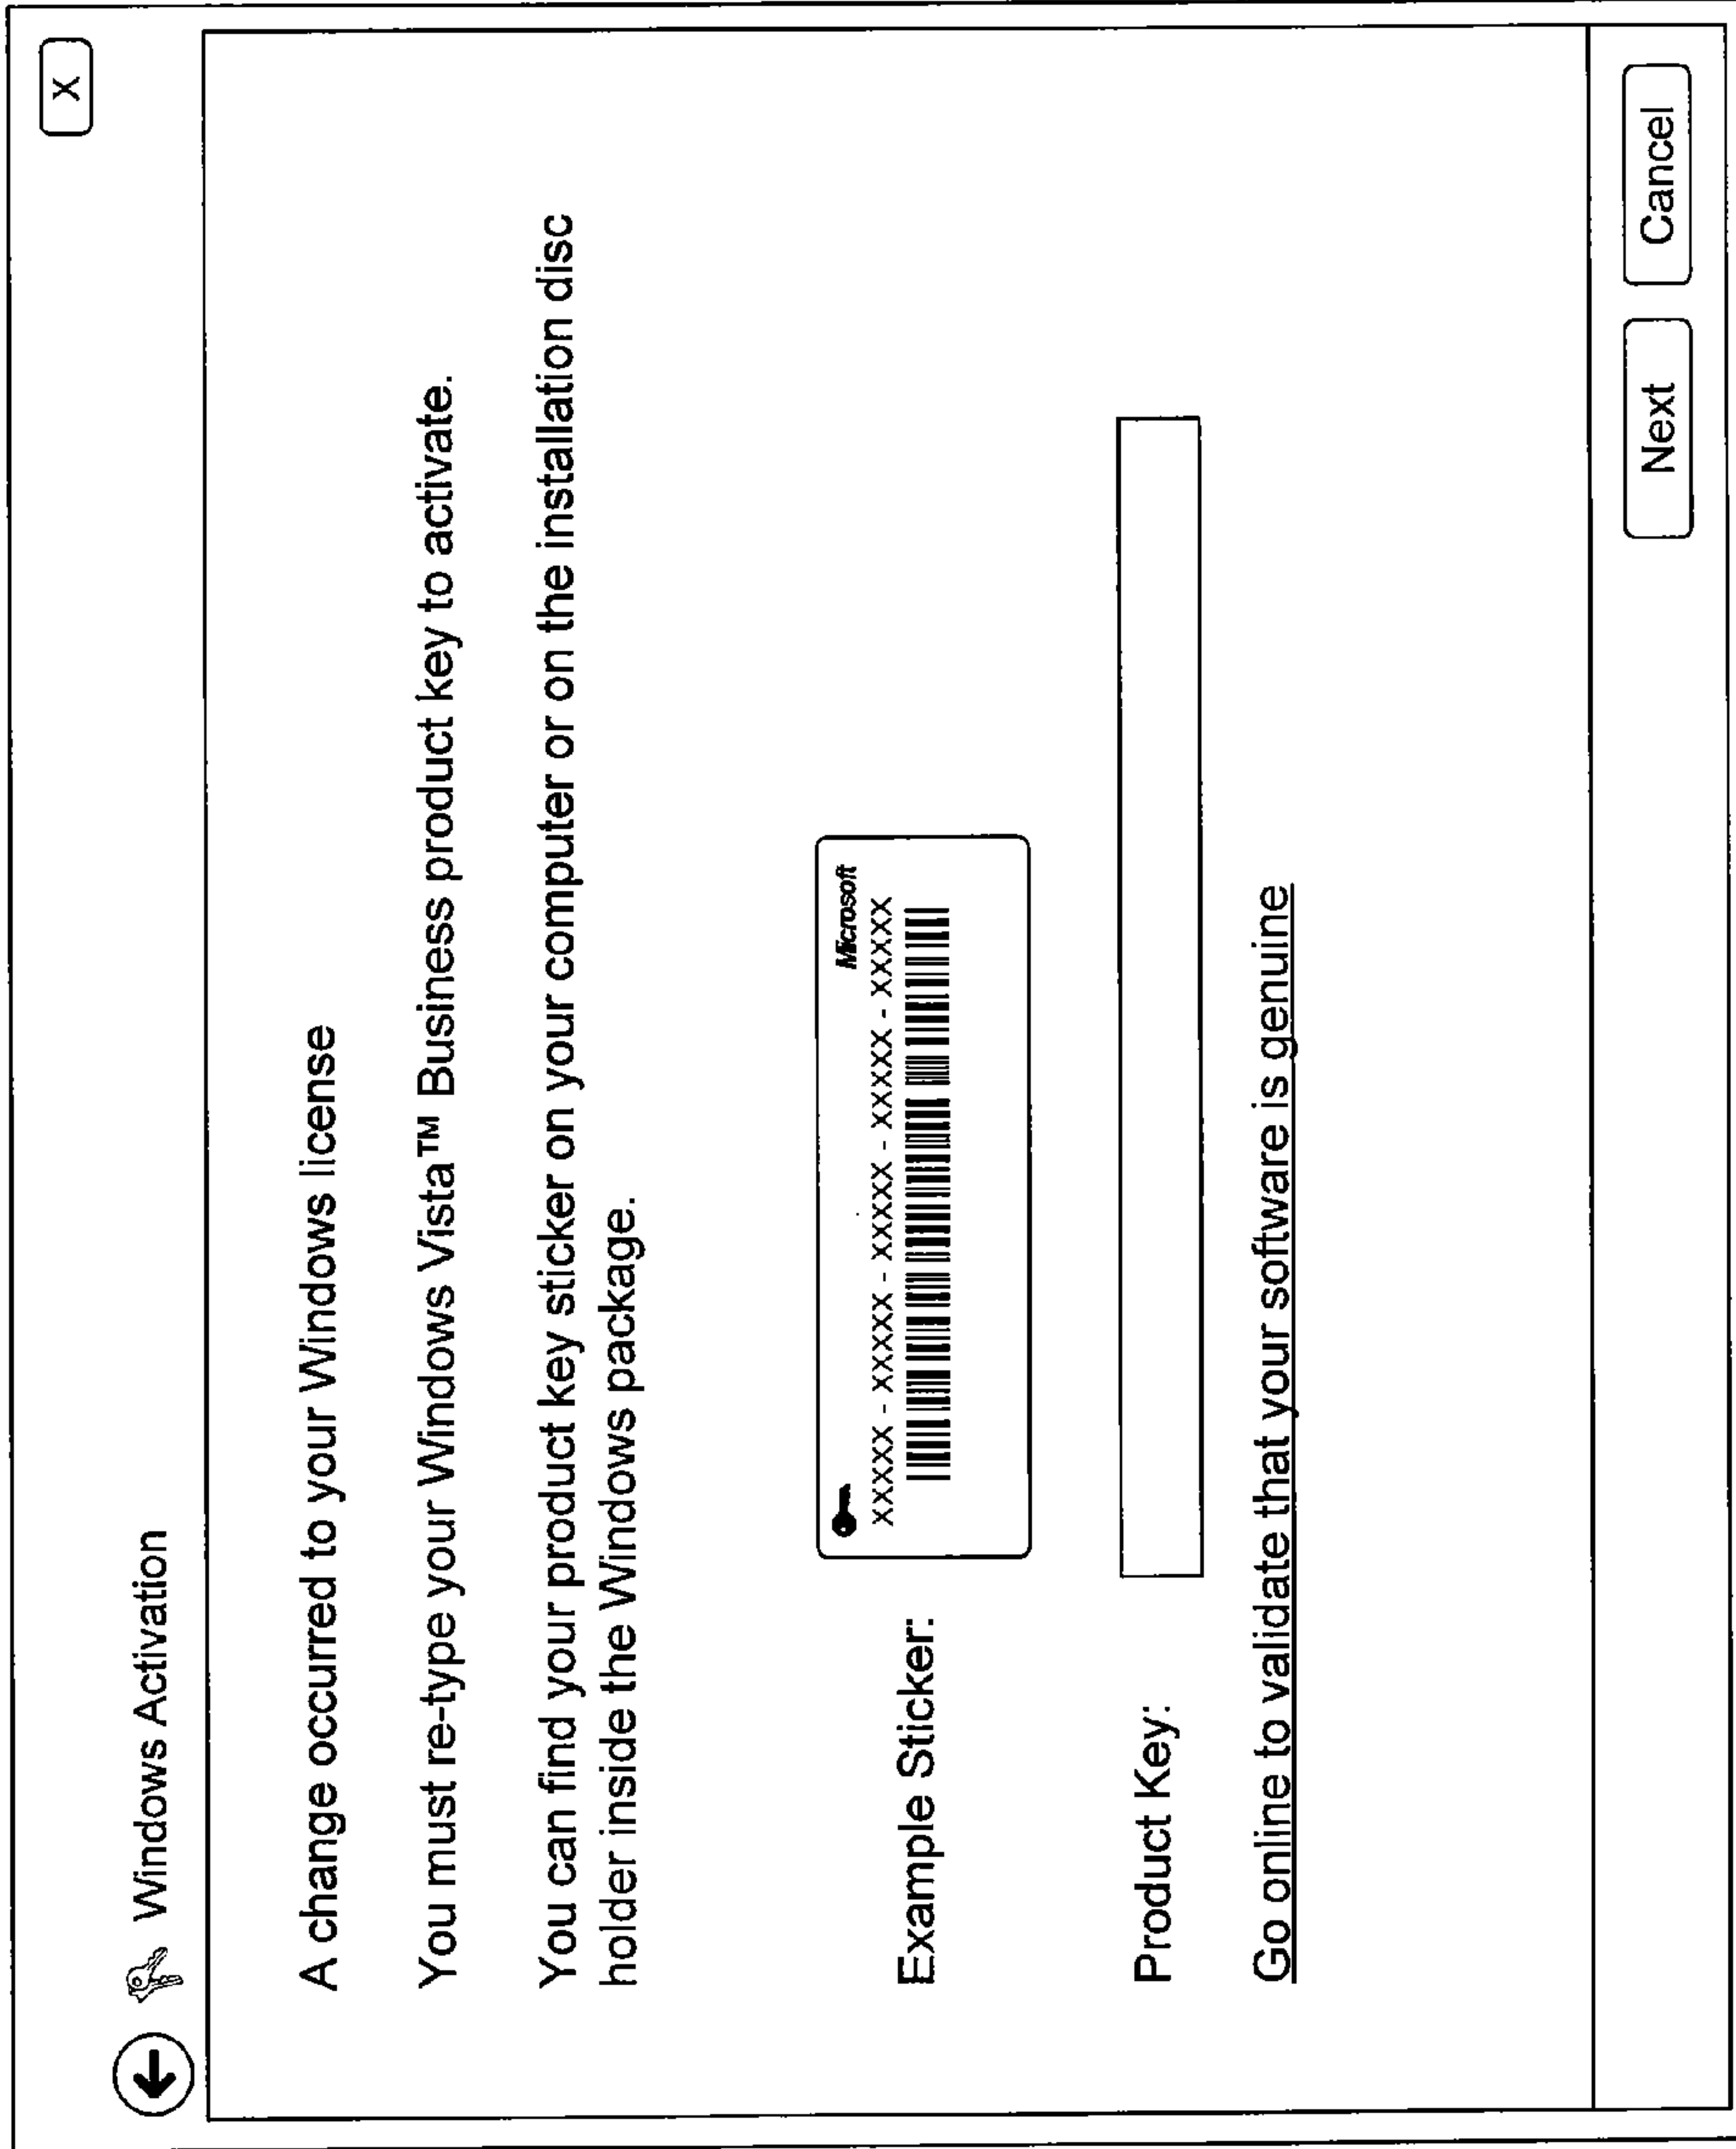 X
Windows Activation
A change occurred to your Windows license
You must re-type your Windows Vista™ Business product key to activate.
You can find your product key sticker on your computer or on the installation disc
holder inside the Windows package.
Microsoft
Example Sticker: XXXXX - XXXXX - XXXXX - XXXXX - XXXXX
Product Key:
Go online to validate that your software is genuine
Next Cancel